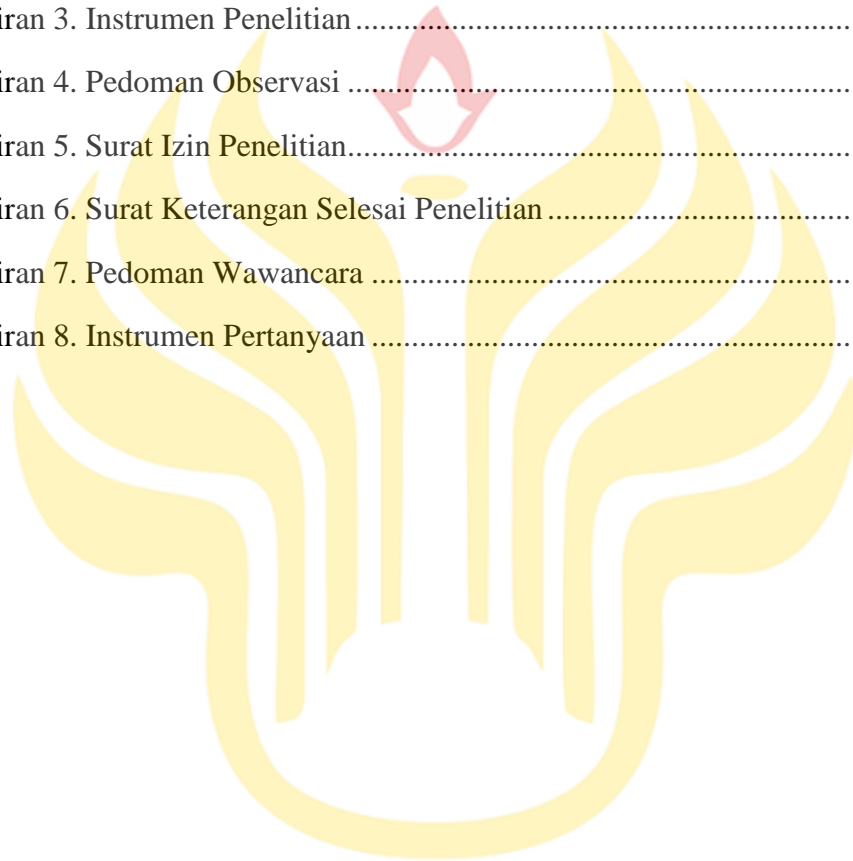 iran 3. Instrumen Penelitian ..........................................................................
iran 4. Pedoman Observasi ...........................................................................
iran 5. Surat Izin Penelitian...........................................................................
iran 6. Surat Keterangan Selesai Penelitian .............................................
iran 7. Pedoman Wawancara ........................................................................
iran 8. Instrumen Pertanyaan ........................................................................